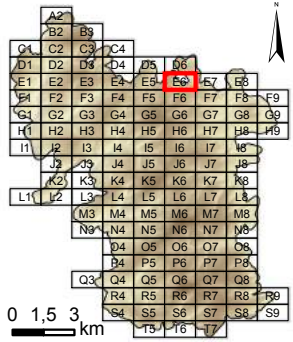 A2
N
B2 B3
C1 C2 C3 C4
D1 D2 D3 D4 D5 D6
E1 E2 E3 E4 E5 E6 E7 E8
F1 F2 F3 F4 F5 F6 F7 F8 F9
G1 G2 G3 G4 G5 G6 G7 G8 G9
H1 H2 H3 H4 H5 H6 H7 H8 H9
I1 I2 I3 I4 I5 I6 I7 I8
J2 J3 J4 J5 J6 J7 J8
K2 K3 K4 K5 K6 K7 K8
L1 L2 L3 L4 L5 L6 L7 L8
M3 M4 M5 M6 M7 M8
N3 N4 N5 N6 N7 N8
O4 O5 O6 O7 O8
P4 P5 P6 P7 P8
Q3 Q4 Q5 Q6 Q7 Q8
R4 R5 R6 R7 R8 R9
S4 S5 S6 S7 S8 S9
T5 T6 T7
0 1,5 3
km